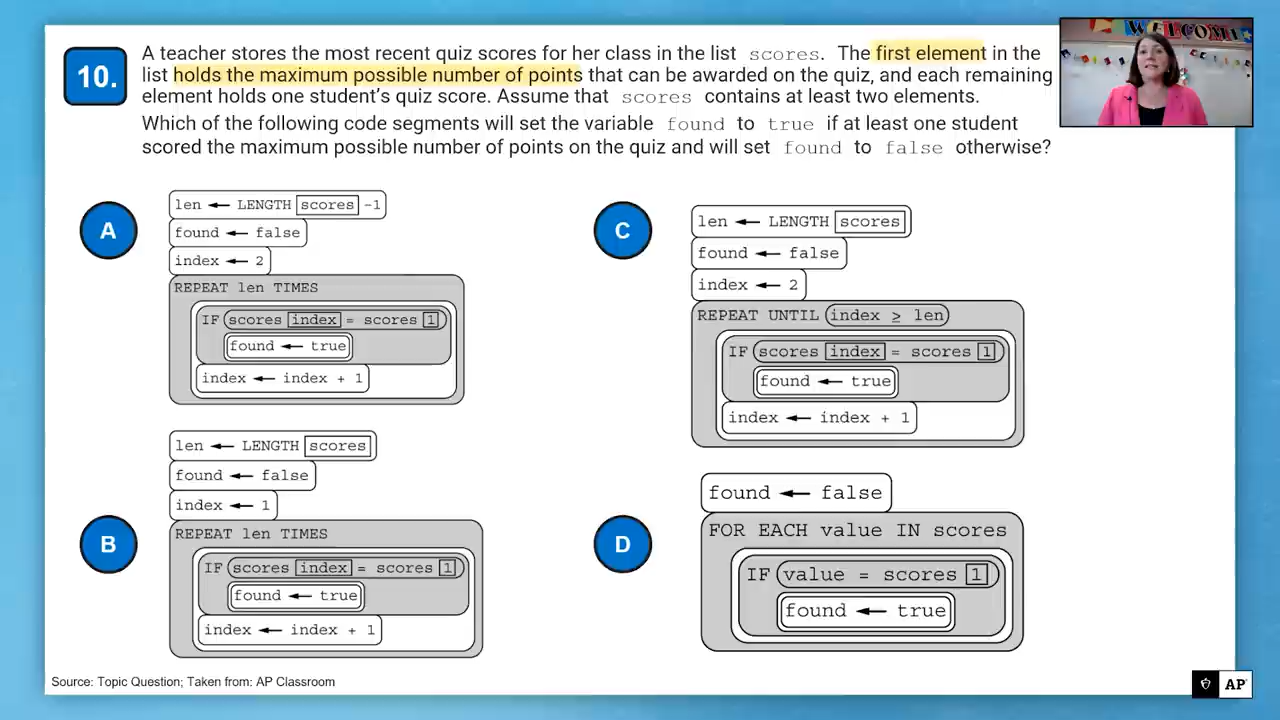 10.
A teacher stores the most recent quiz scores for her class in the list scores. The first element in the
list holds the maximum possible number of points that can be awarded on the quiz, and each remaining
element holds one student's quiz score. Assume that scores contains at least two elements.
Which of the following code segments will set the variable found to true if at least one student
scored the maximum possible number of points on the quiz and will set found to false otherwise?
WELCOME
A
len ← LENGTH scores -1
found ← false
index ← 2
REPEAT len TIMES
IF scores index = scores 1
found ← true
index ← index + 1
B
len ← LENGTH scores
found ← false
index ← 1
REPEAT len TIMES
IF scores index = scores 1
found ← true
index ← index + 1
C
len ← LENGTH scores
found ← false
index ← 2
REPEAT UNTIL index ≥ len
IF scores index = scores 1
found ← true
index ← index + 1
D
found ← false
FOR EACH value IN scores
IF value = scores 1
found ← true
Source: Topic Question; Taken from: AP Classroom
AP